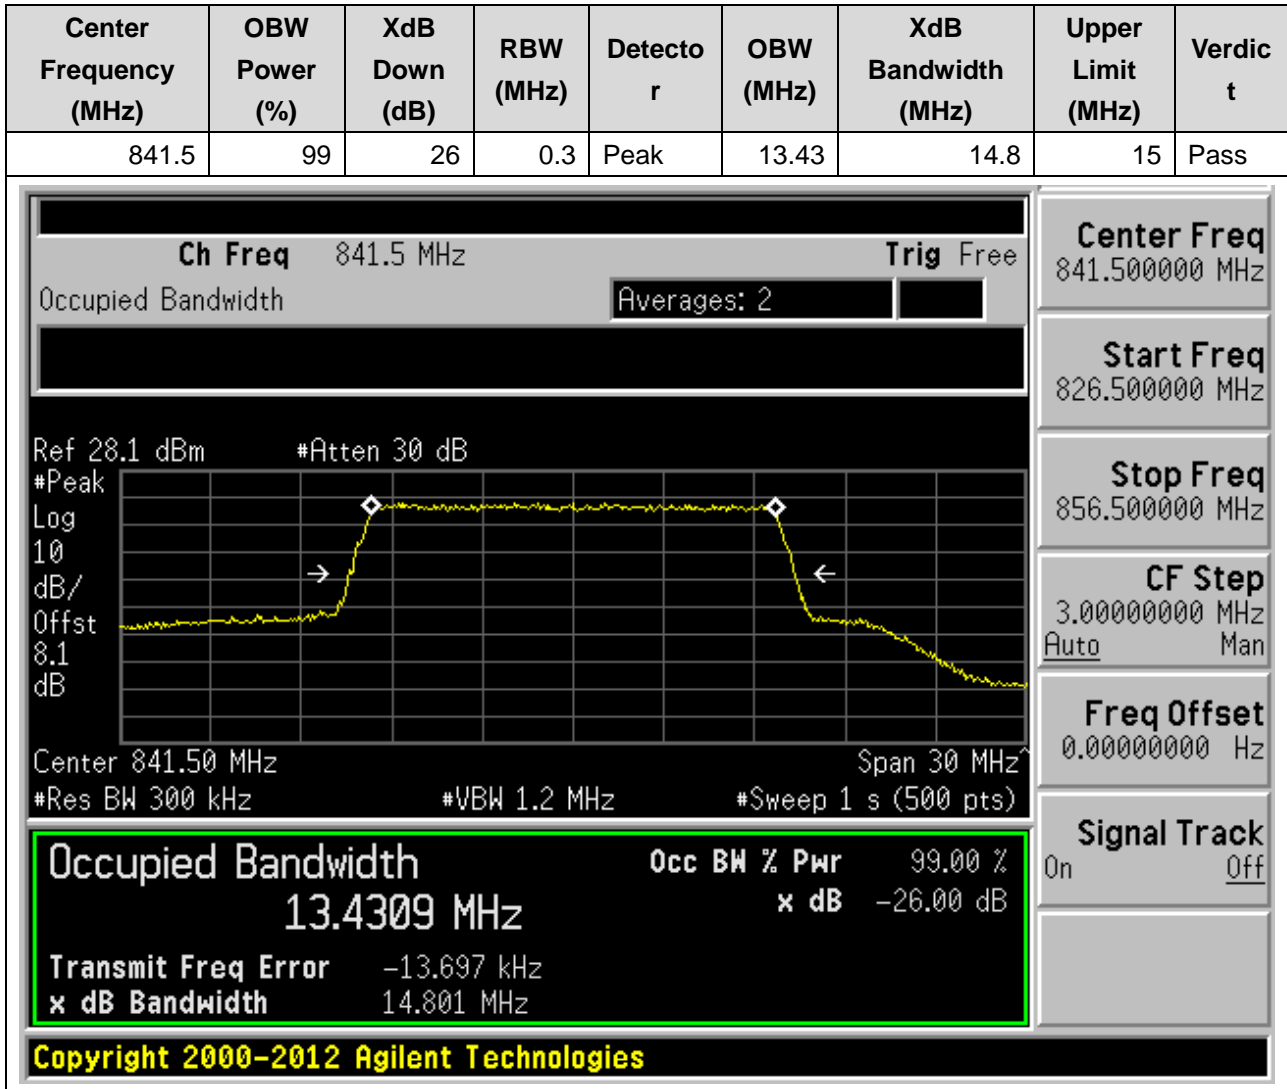 Center Frequency (MHz) OBW Power (%) XdB Down (dB) RBW (MHz) Detecto r OBW (MHz) XdB Bandwidth (MHz) Upper Limit (MHz) Verdic t
841.5 99 26 0.3 Peak 13.43 14.8 15 Pass
Ch Freq 841.5 MHz Trig Free
Occupied Bandwidth Averages: 2
Ref 28.1 dBm #Atten 30 dB
#Peak
Log
10
dB/
Offst
8.1
dB
Center 841.50 MHz Span 30 MHz^
#Res BW 300 kHz #VBW 1.2 MHz #Sweep 1 s (500 pts)
Occupied Bandwidth Occ BW % Pwr 99.00 %
13.4309 MHz x dB -26.00 dB
Transmit Freq Error -13.697 kHz
x dB Bandwidth 14.801 MHz
Copyright 2000-2012 Agilent Technologies
Center Freq
841.500000 MHz
Start Freq
826.500000 MHz
Stop Freq
856.500000 MHz
CF Step
3.00000000 MHz
Auto Man
Freq Offset
0.00000000 Hz
Signal Track
On Off